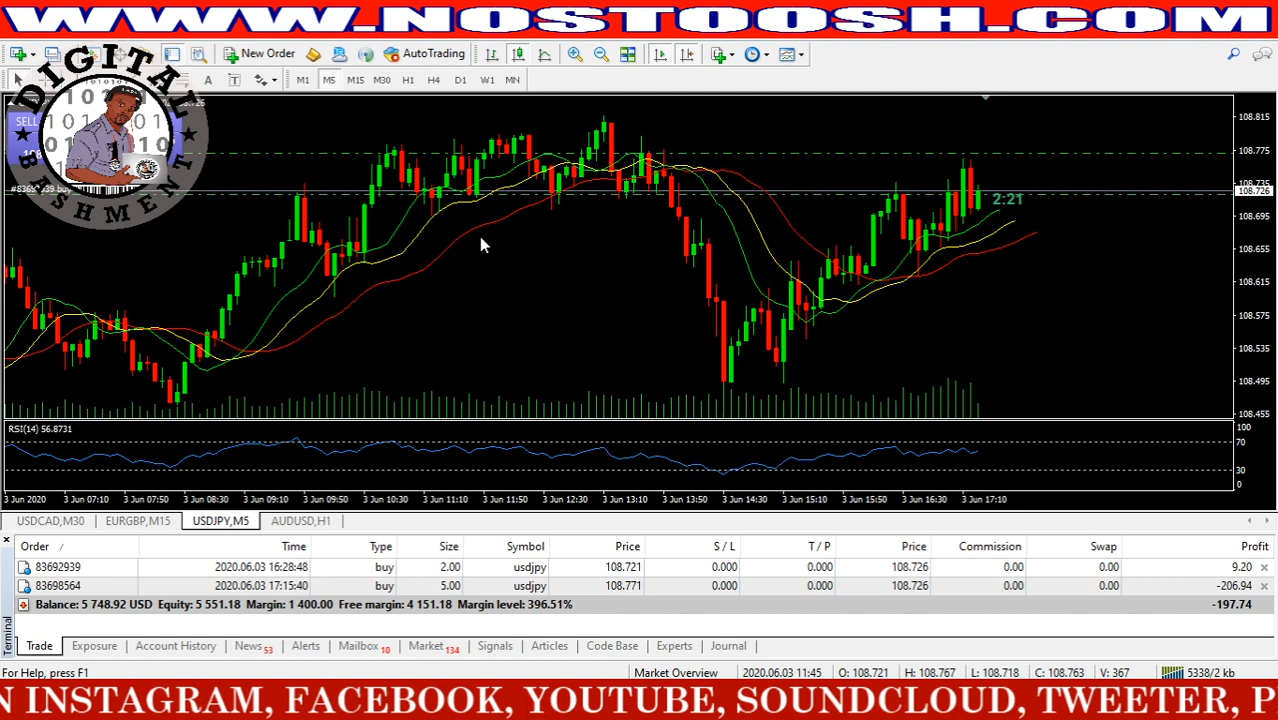 WWW.NOSTOOSH.COM
New Order
AutoTrading
DIGITAL
BISHMENT
M1 M5 M15 M30 H1 H4 D1 W1 MN
SELL
108.815
108.775
108.735
108.726
108.695
108.655
108.615
108.575
108.535
108.495
108.455
2:21
RSI(14) 56.8731
100
70
30
0
3 Jun 2020 3 Jun 07:10 3 Jun 07:50 3 Jun 08:30 3 Jun 09:10 3 Jun 09:50 3 Jun 10:30 3 Jun 11:10 3 Jun 11:50 3 Jun 12:30 3 Jun 13:10 3 Jun 13:50 3 Jun 14:30 3 Jun 15:10 3 Jun 15:50 3 Jun 16:30 3 Jun 17:10
USDCAD,M30 EURGBP,M15 USDJPY,M5 AUDUSD,H1
Order / Time Type Size Symbol Price S / L T / P Price Commission Swap Profit
83692939 2020.06.03 16:28:48 buy 2.00 usdjpy 108.721 0.000 0.000 108.726 0.00 0.00 9.20
83698564 2020.06.03 17:15:40 buy 5.00 usdjpy 108.771 0.000 0.000 108.726 0.00 0.00 -206.94
Balance: 5 748.92 USD Equity: 5 551.18 Margin: 1 400.00 Free margin: 4 151.18 Margin level: 396.51% -197.74
Terminal
Trade Exposure Account History News 53 Alerts Mailbox 10 Market 134 Signals Articles Code Base Experts Journal
For Help, press F1 Market Overview 2020.06.03 11:45 O: 108.721 H: 108.767 L: 108.718 C: 108.763 V: 367 5338/2 kb
N INSTAGRAM, FACEBOOK, YOUTUBE, SOUNDCLOUD, TWEETER, P